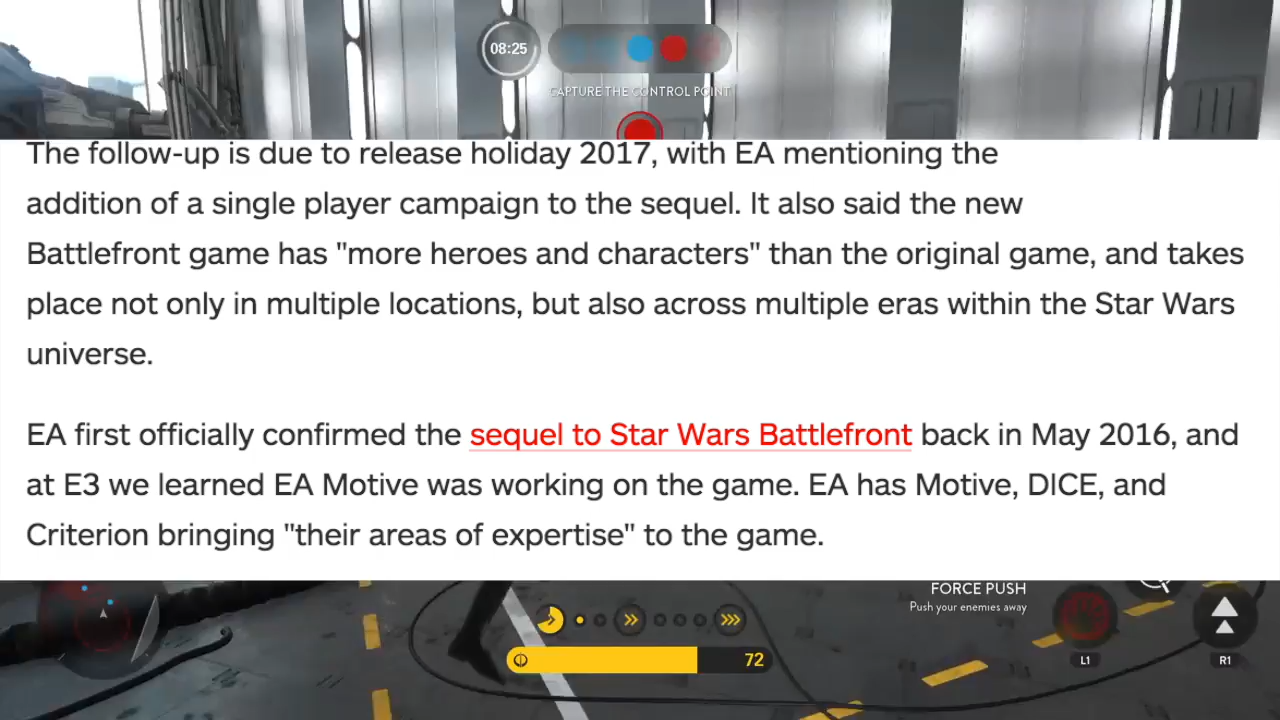 08:25
CAPTURE THE CONTROL POINT
The follow-up is due to release holiday 2017, with EA mentioning the
addition of a single player campaign to the sequel. It also said the new
Battlefront game has "more heroes and characters" than the original game, and takes
place not only in multiple locations, but also across multiple eras within the Star Wars
universe.
EA first officially confirmed the sequel to Star Wars Battlefront back in May 2016, and
at E3 we learned EA Motive was working on the game. EA has Motive, DICE, and
Criterion bringing "their areas of expertise" to the game.
FORCE PUSH
Push your enemies away
72
L1
R1